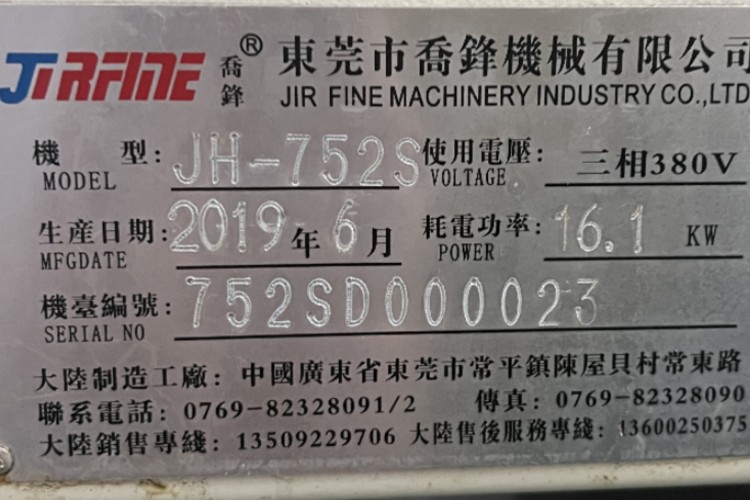 JIRFINE 喬鋒 ® 東莞市喬鋒機械有限公司
JIR FINE MACHINERY INDUSTRY CO.,LTD
機 型: JH-752S 使用電壓: 三相380V
MODEL VOLTAGE
生產日期: 2019年6月 耗電功率: 16.1 KW
MFGDATE POWER
機臺編號: 752SD000023
SERIAL NO
大陸制造工廠: 中國廣東省東莞市常平鎮陳屋貝村常東路
聯系電話: 0769-82328091/2 傳真: 0769-82328090
大陸銷售專綫: 13509229706 大陸售後服務專綫: 13600250375